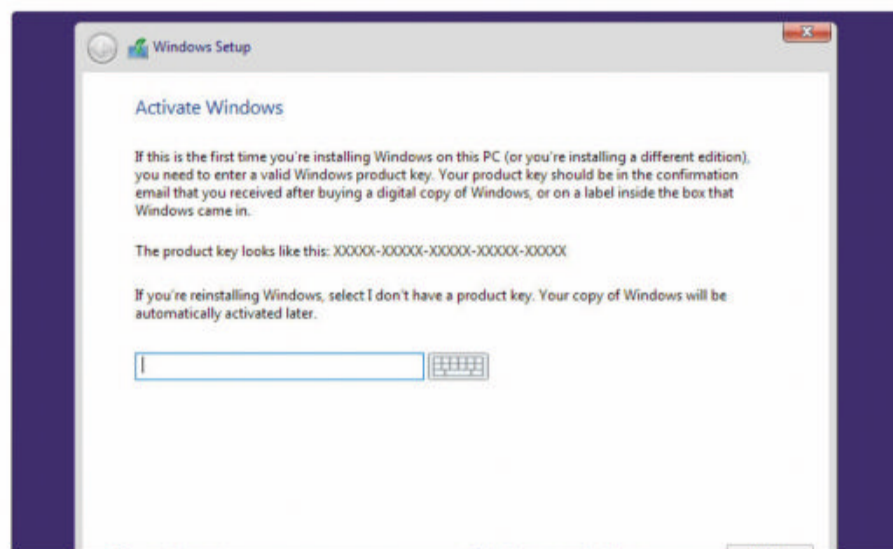 Windows Setup
Activate Windows
If this is the first time you're installing Windows on this PC (or you're installing a different edition),
you need to enter a valid Windows product key. Your product key should be in the confirmation
email that you received after buying a digital copy of Windows, or on a label inside the box that
Windows came in.
The product key looks like this: XXXXX-XXXXX-XXXXX-XXXXX-XXXXX
If you're reinstalling Windows, select I don't have a product key. Your copy of Windows will be
automatically activated later.